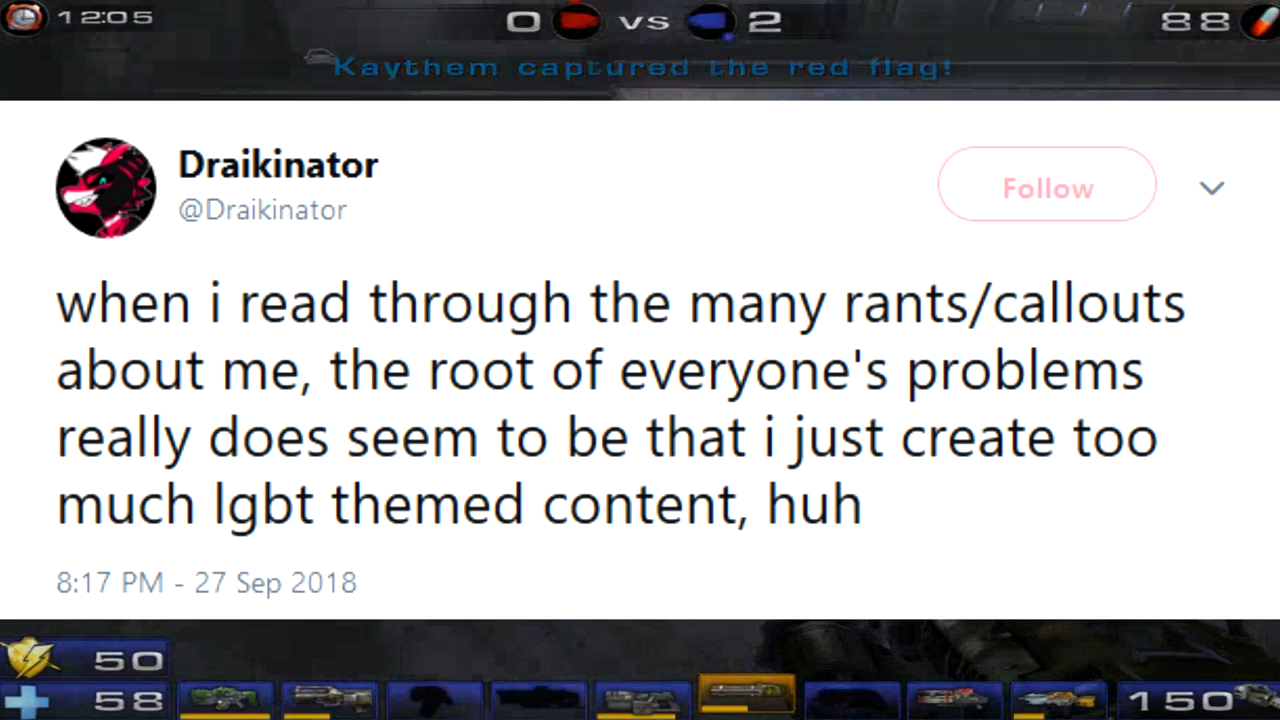 12:05 0 vs 2 88
Kaythem captured the red flag!
Draikinator
@Draikinator
Follow
when i read through the many rants/callouts
about me, the root of everyone's problems
really does seem to be that i just create too
much lgbt themed content, huh
8:17 PM - 27 Sep 2018
50
58 150